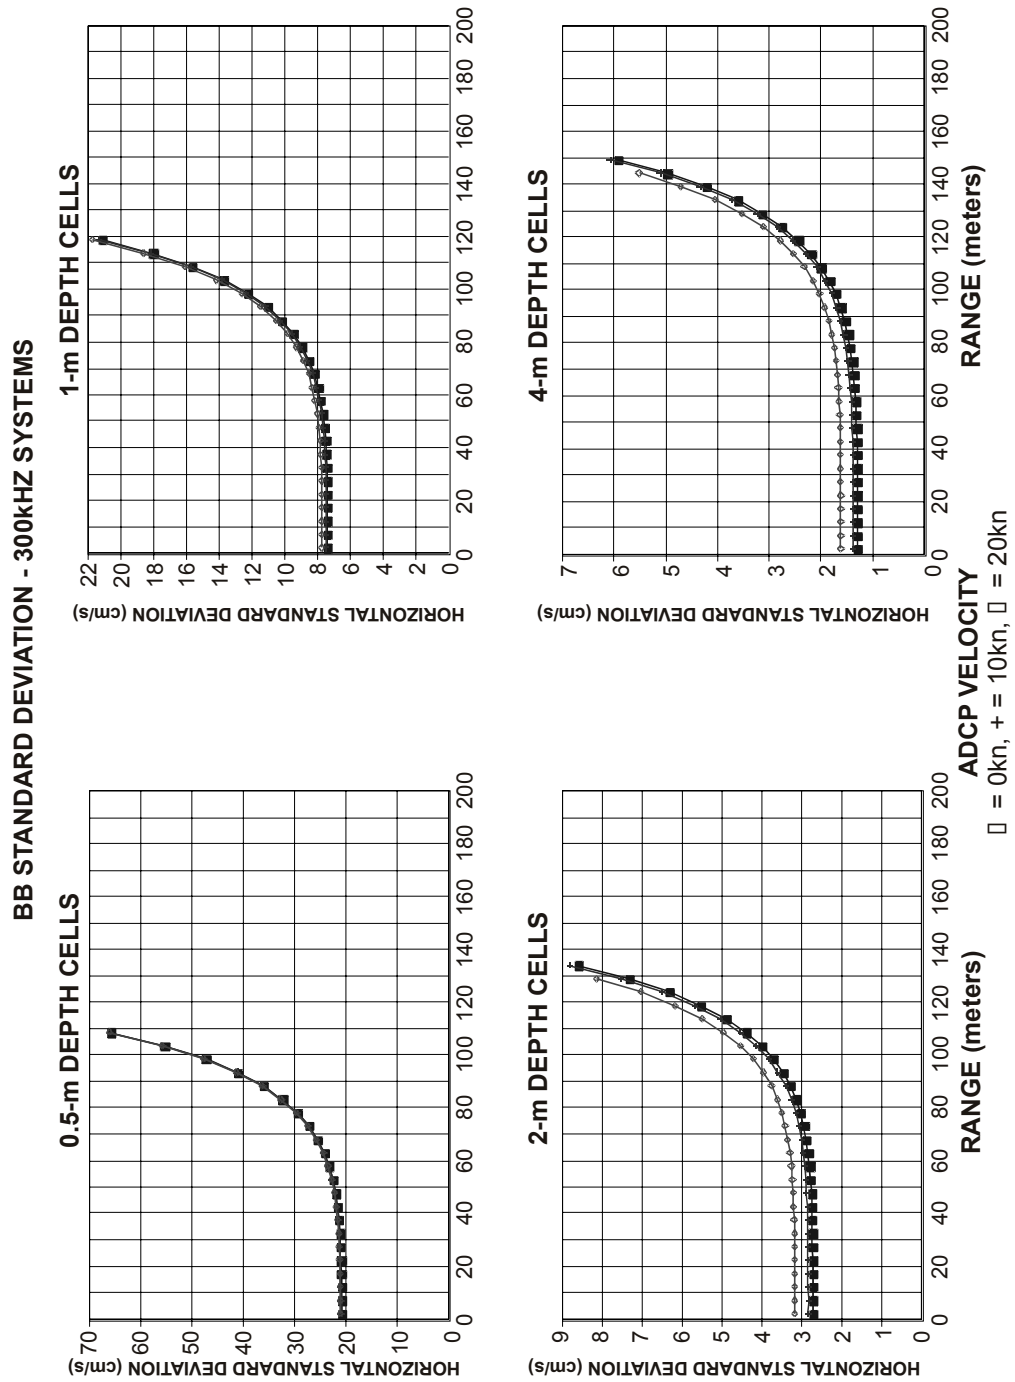 BB STANDARD DEVIATION - 300kHZ SYSTEMS
0.5-m DEPTH CELLS
HORIZONTAL STANDARD DEVIATION (cm/s)
70
60
50
40
30
20
10
0
0 20 40 60 80 100 120 140 160 180 200
1-m DEPTH CELLS
HORIZONTAL STANDARD DEVIATION (cm/s)
22
20
18
16
14
12
10
8
6
4
2
0
0 20 40 60 80 100 120 140 160 180 200
2-m DEPTH CELLS
HORIZONTAL STANDARD DEVIATION (cm/s)
9
8
7
6
5
4
3
2
1
0
0 20 40 60 80 100 120 140 160 180 200
RANGE (meters)
4-m DEPTH CELLS
HORIZONTAL STANDARD DEVIATION (cm/s)
7
6
5
4
3
2
1
0
0 20 40 60 80 100 120 140 160 180 200
RANGE (meters)
ADCP VELOCITY
▯ = 0kn, + = 10kn, ▯ = 20kn